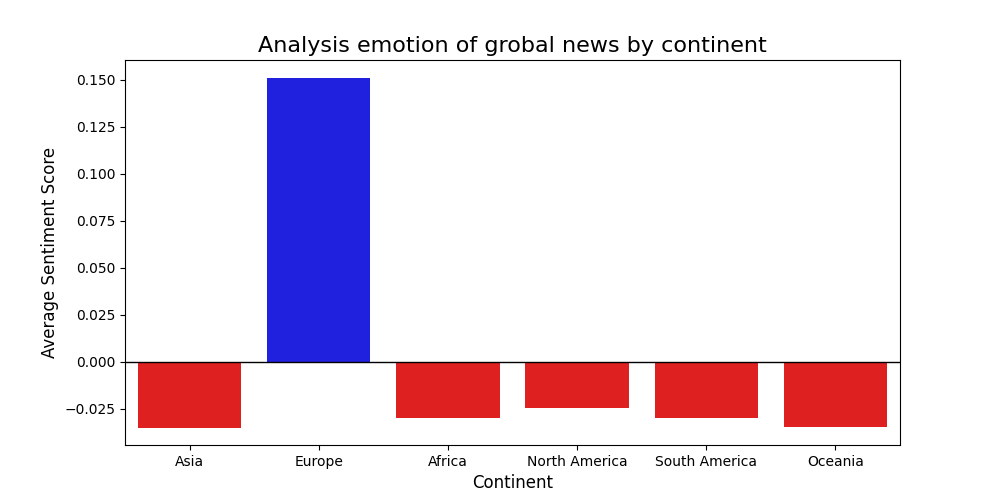 Analysis emotion of grobal news by continent
Average Sentiment Score
0.150
0.125
0.100
0.075
0.050
0.025
0.000
−0.025
Asia Europe Africa North America South America Oceania
Continent